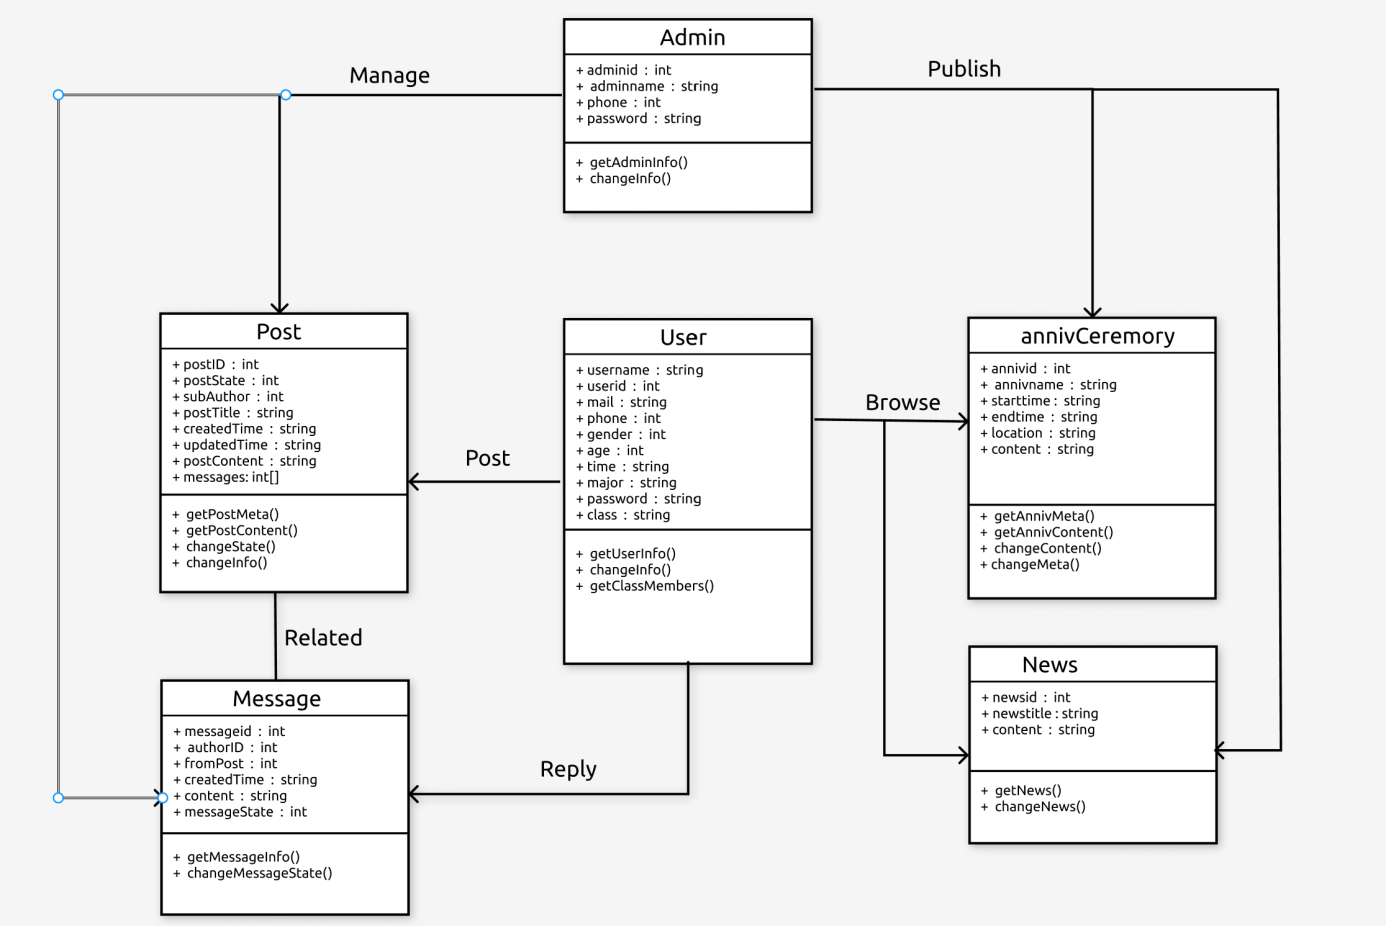 Admin
+ adminid : int
+ adminname : string
+ phone : int
+ password : string
+ getAdminInfo()
+ changeInfo()
Manage
Publish
Post
+ postID : int
+ postState : int
+ subAuthor : int
+ postTitle : string
+ createdTime : string
+ updatedTime : string
+ postContent : string
+ messages: int[]
+ getPostMeta()
+ getPostContent()
+ changeState()
+ changeInfo()
Post
User
+ username : string
+ userid : int
+ mail : string
+ phone : int
+ gender : int
+ age : int
+ time : string
+ major : string
+ password : string
+ class : string
+ getUserInfo()
+ changeInfo()
+ getClassMembers()
Browse
annivCeremory
+ annivid : int
+ annivname : string
+ starttime : string
+ endtime : string
+ location : string
+ content : string
+ getAnnivMeta()
+ getAnnivContent()
+ changeContent()
+ changeMeta()
Related
Message
+ messageid : int
+ authorID : int
+ fromPost : int
+ createdTime : string
+ content : string
+ messageState : int
+ getMessageInfo()
+ changeMessageState()
Reply
News
+ newsid : int
+ newstitle : string
+ content : string
+ getNews()
+ changeNews()